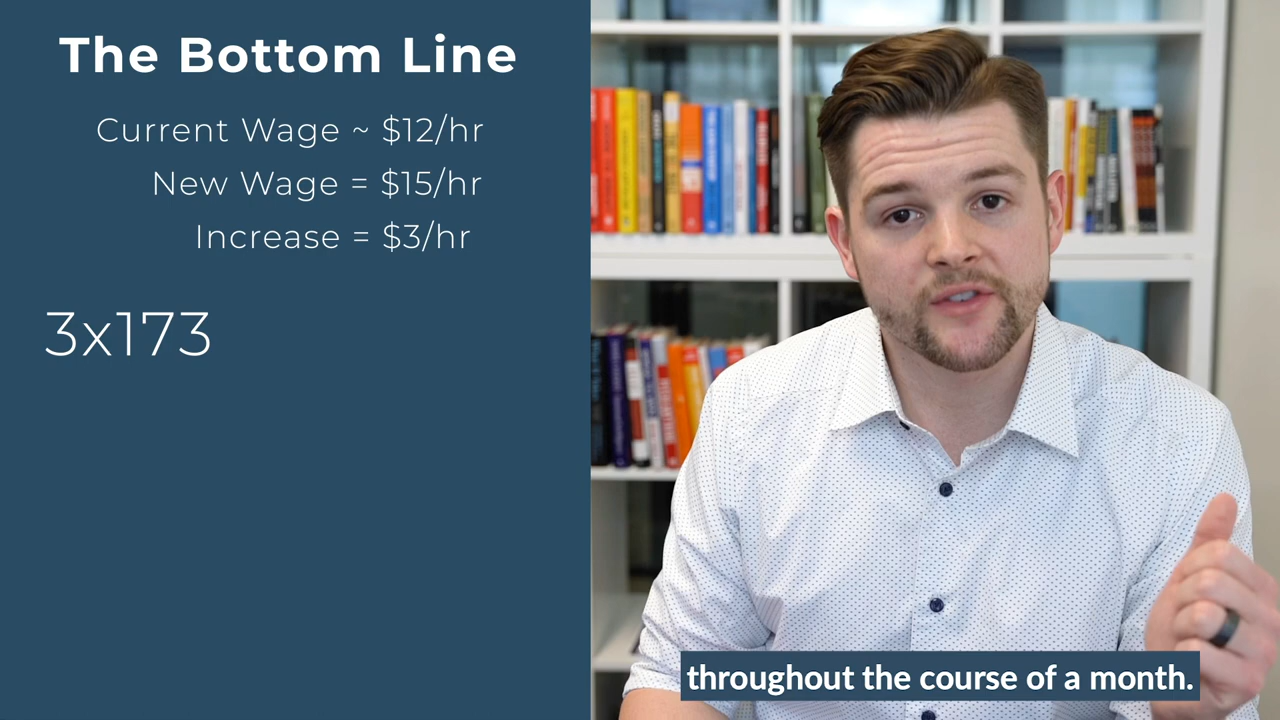 The Bottom Line
Current Wage ~ $12/hr
New Wage = $15/hr
Increase = $3/hr
3x173
throughout the course of a month.